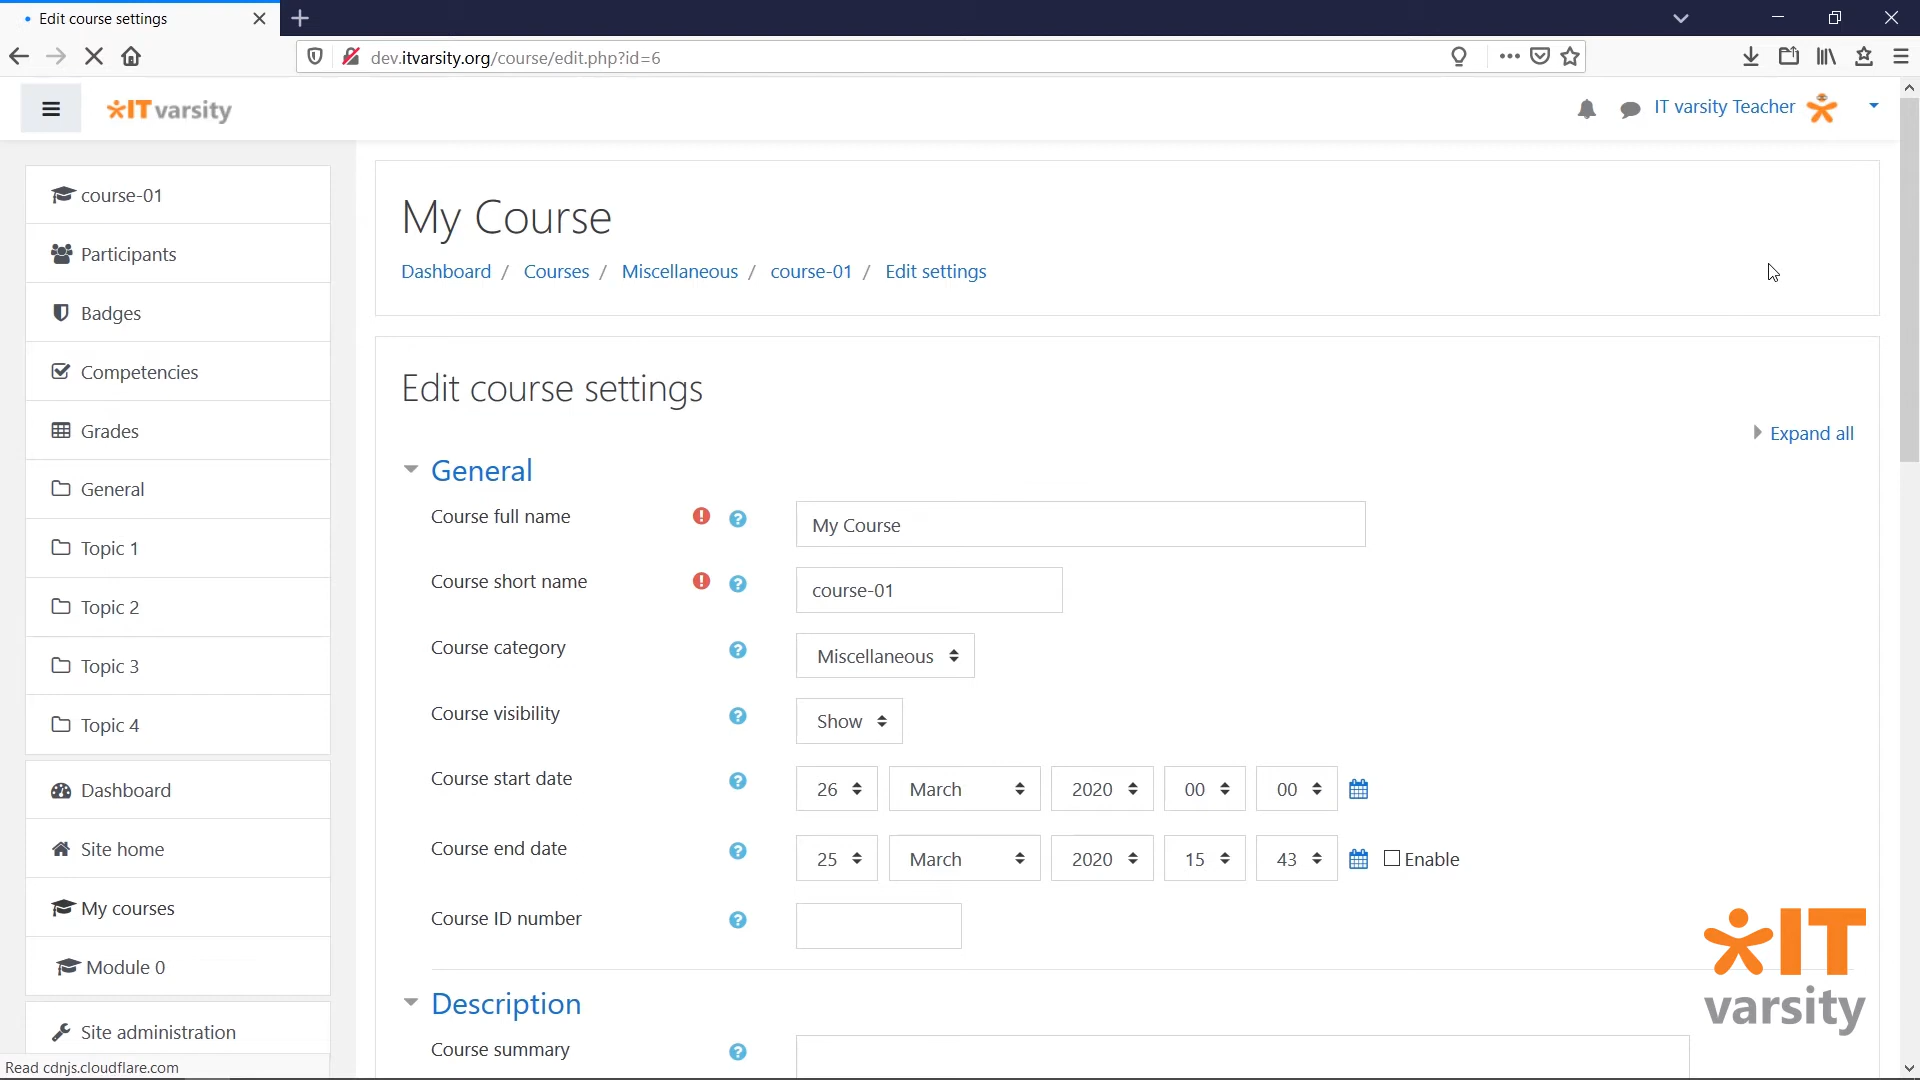 Edit course settings
dev.itvarsity.org/course/edit.php?id=6
IT varsity
IT varsity Teacher
course-01
Participants
Badges
Competencies
Grades
General
Topic 1
Topic 2
Topic 3
Topic 4
Dashboard
Site home
My courses
Module 0
Site administration
My Course
Dashboard / Courses / Miscellaneous / course-01 / Edit settings
Edit course settings
Expand all
General
Course full name ! ? My Course
Course short name ! ? course-01
Course category ? Miscellaneous
Course visibility ? Show
Course start date ? 26 March 2020 00 00
Course end date ? 25 March 2020 15 43 Enable
Course ID number ?
Description
Course summary ?
IT
varsity
Read cdnjs.cloudflare.com